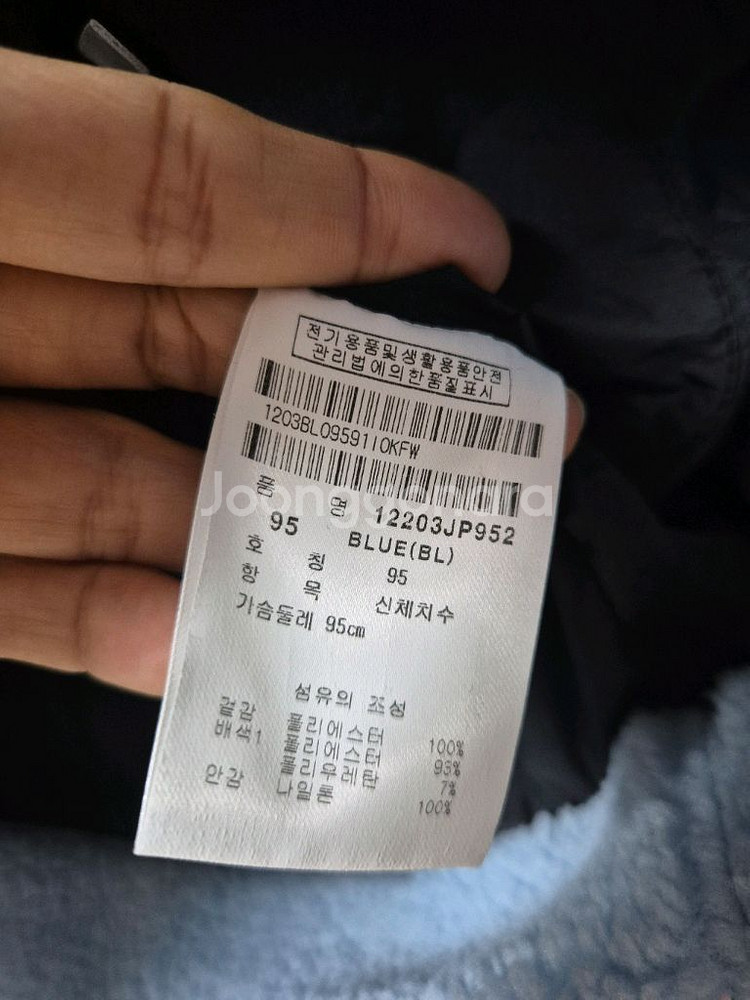 전기용품및생활용품안전
관리법에의한품질표시
1203BL09591IOKFW
품 명 12203JP952
95 BLUE(BL)
호 칭 95
항 목 신체치수
가슴둘레 95cm
섬유의 조성
겉감 폴리에스터 100%
배색1 폴리에스터 93%
폴리우레탄 7%
안감 나일론 100%
Joonggonara